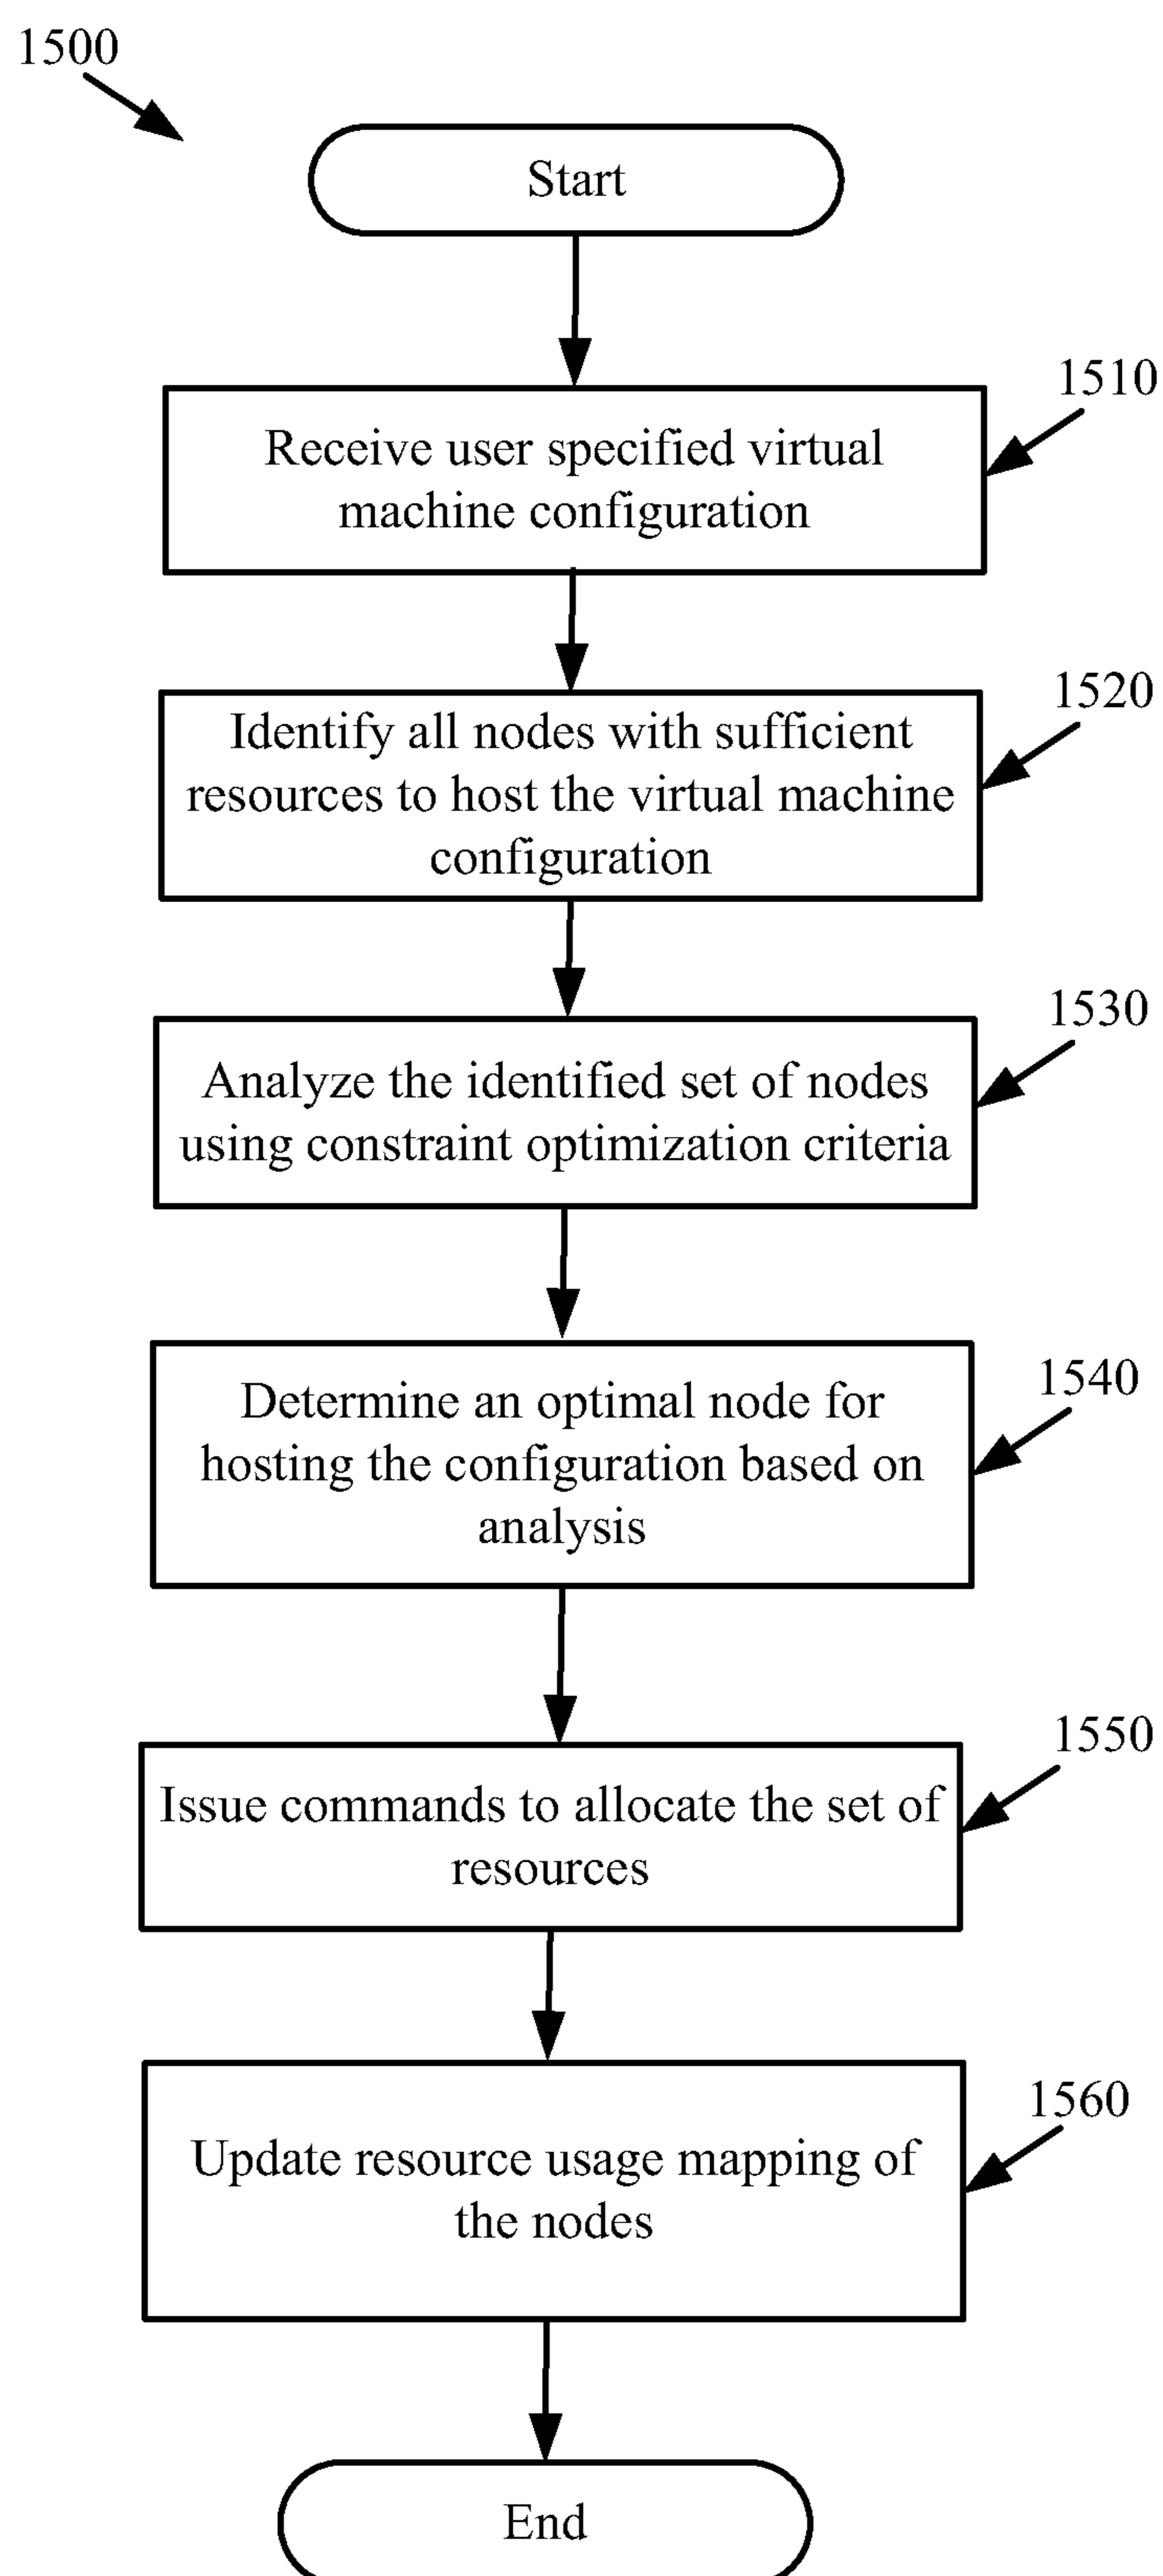 1500
Start
1510
Receive user specified virtual
machine configuration
1520
Identify all nodes with sufficient
resources to host the virtual machine
configuration
1530
Analyze the identified set of nodes
using constraint optimization criteria
1540
Determine an optimal node for
hosting the configuration based on
analysis
1550
Issue commands to allocate the set of
resources
1560
Update resource usage mapping of
the nodes
End